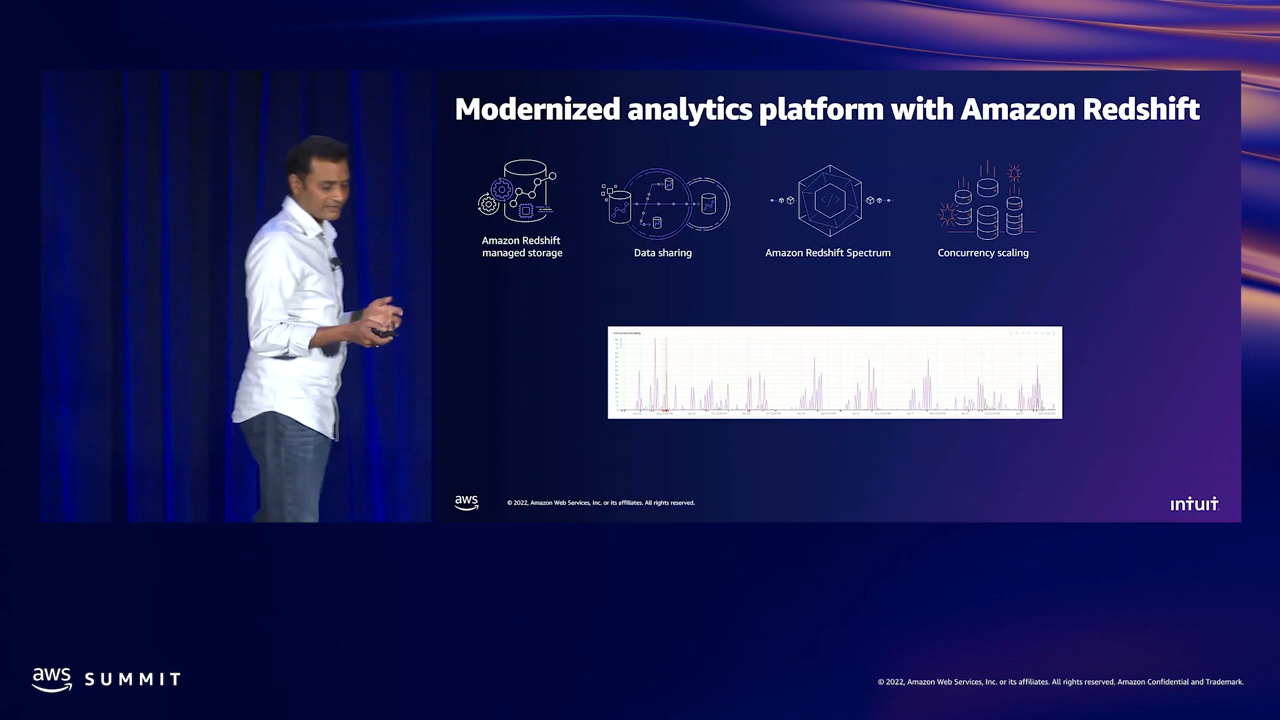 Modernized analytics platform with Amazon Redshift
Amazon Redshift
managed storage
Data sharing
Amazon Redshift Spectrum
Concurrency scaling
aws
© 2022, Amazon Web Services, Inc. or its affiliates. All rights reserved.
INTUIT
aws SUMMIT
© 2022, Amazon Web Services, Inc. or its affiliates. All rights reserved. Amazon Confidential and Trademark.